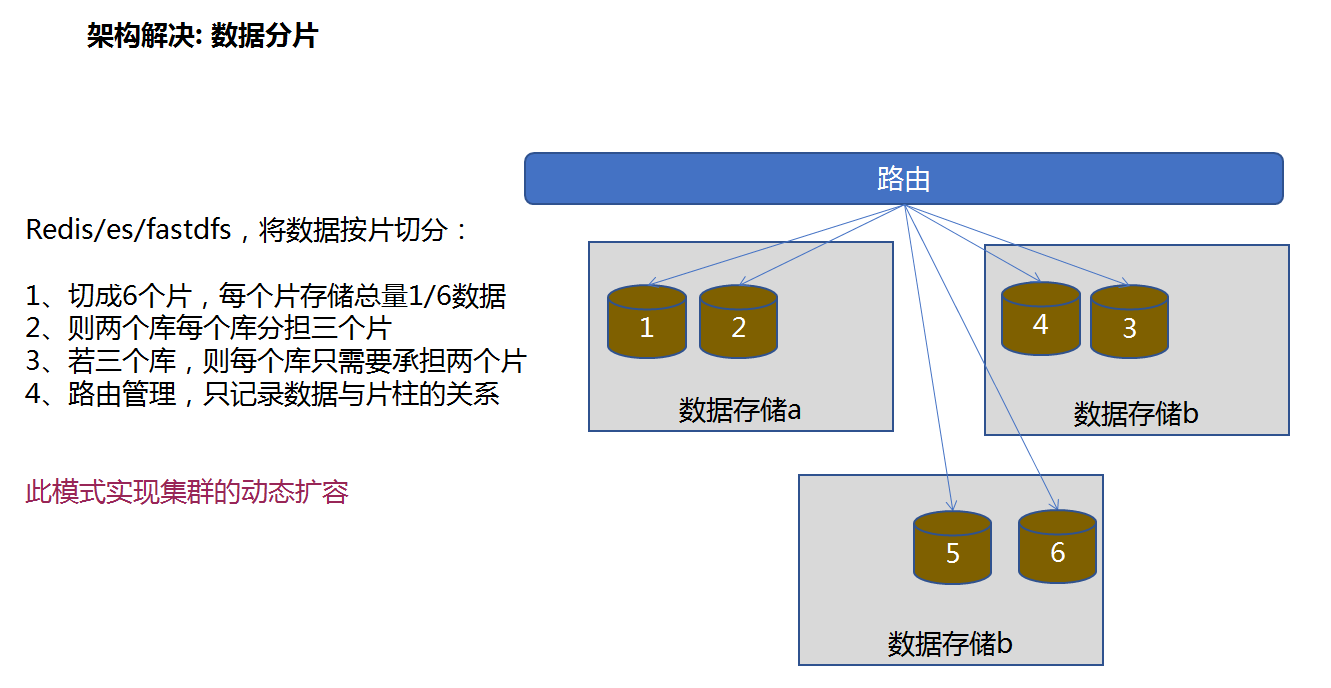 架构解决: 数据分片
路由
Redis/es/fastdfs，将数据按片切分：
1、切成6个片，每个片存储总量1/6数据
2、则两个库每个库分担三个片
3、若三个库，则每个库只需要承担两个片
4、路由管理，只记录数据与片柱的关系
此模式实现集群的动态扩容
1
2
数据存储a
4
3
数据存储b
5
6
数据存储b